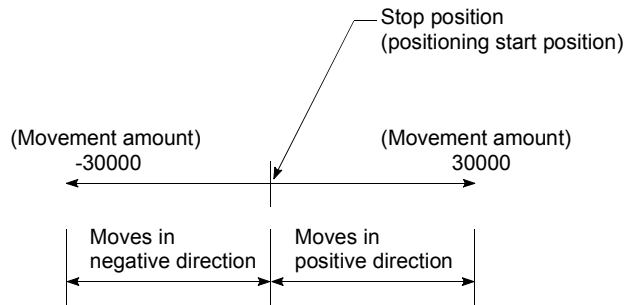 Stop position
(positioning start position)
(Movement amount)
-30000
(Movement amount)
30000
Moves in
negative direction
Moves in
positive direction